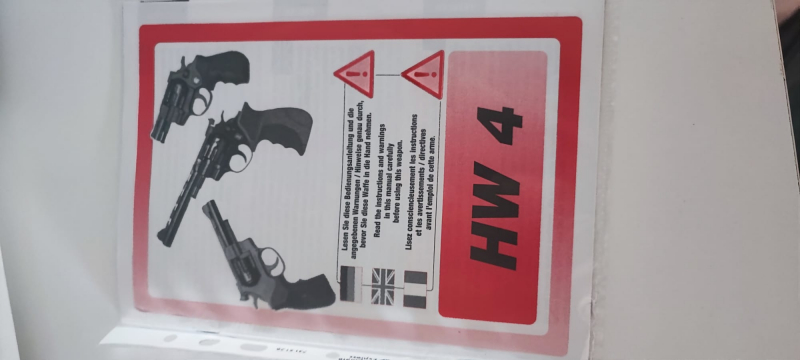 HW 4
Lesen Sie diese Bedienungsanleitung und die
angegebenen Warnungen / Hinweise genau durch,
bevor Sie diese Waffe in die Hand nehmen.
Read the instructions and warnings
in this manual carefully
before using this weapon.
Lisez consciencieusement les instructions
et les avertissements / directives
avant l'emploi de cette arme.